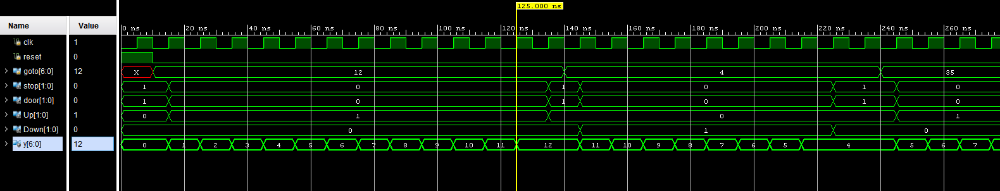 125.000 ns
Name Value
0 ns 20 ns 40 ns 60 ns 80 ns 100 ns 120 ns 140 ns 160 ns 180 ns 200 ns 220 ns 240 ns 260 ns
clk 1
reset 0
goto[6:0] 12 X 12 4 35
stop[1:0] 0 1 0 1 0 1 0
door[1:0] 0 1 0 1 0 1 0
Up[1:0] 1 0 1 0 1
Down[1:0] 0 0 1 0
y[6:0] 12 0 1 2 3 4 5 6 7 8 9 10 11 12 11 10 9 8 7 6 5 4 5 6 7